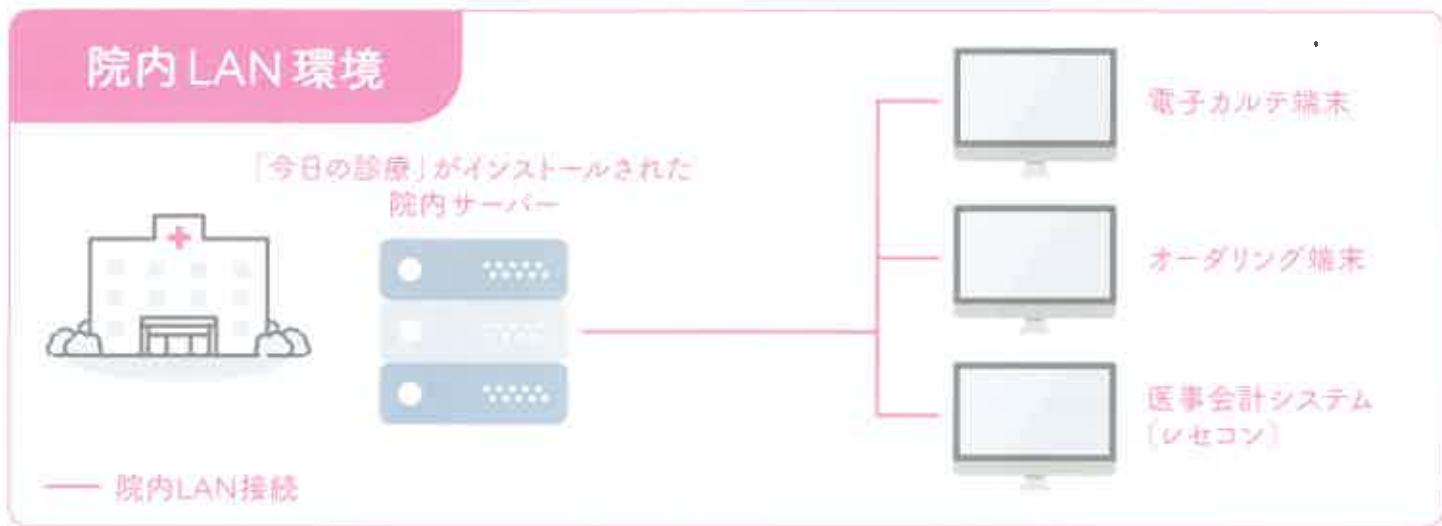 院内 LAN 環境
「今日の診療」がインストールされた
院内サーバー
電子カルテ端末
オーダリング端末
医事会計システム
(レセコン)
院内LAN接続